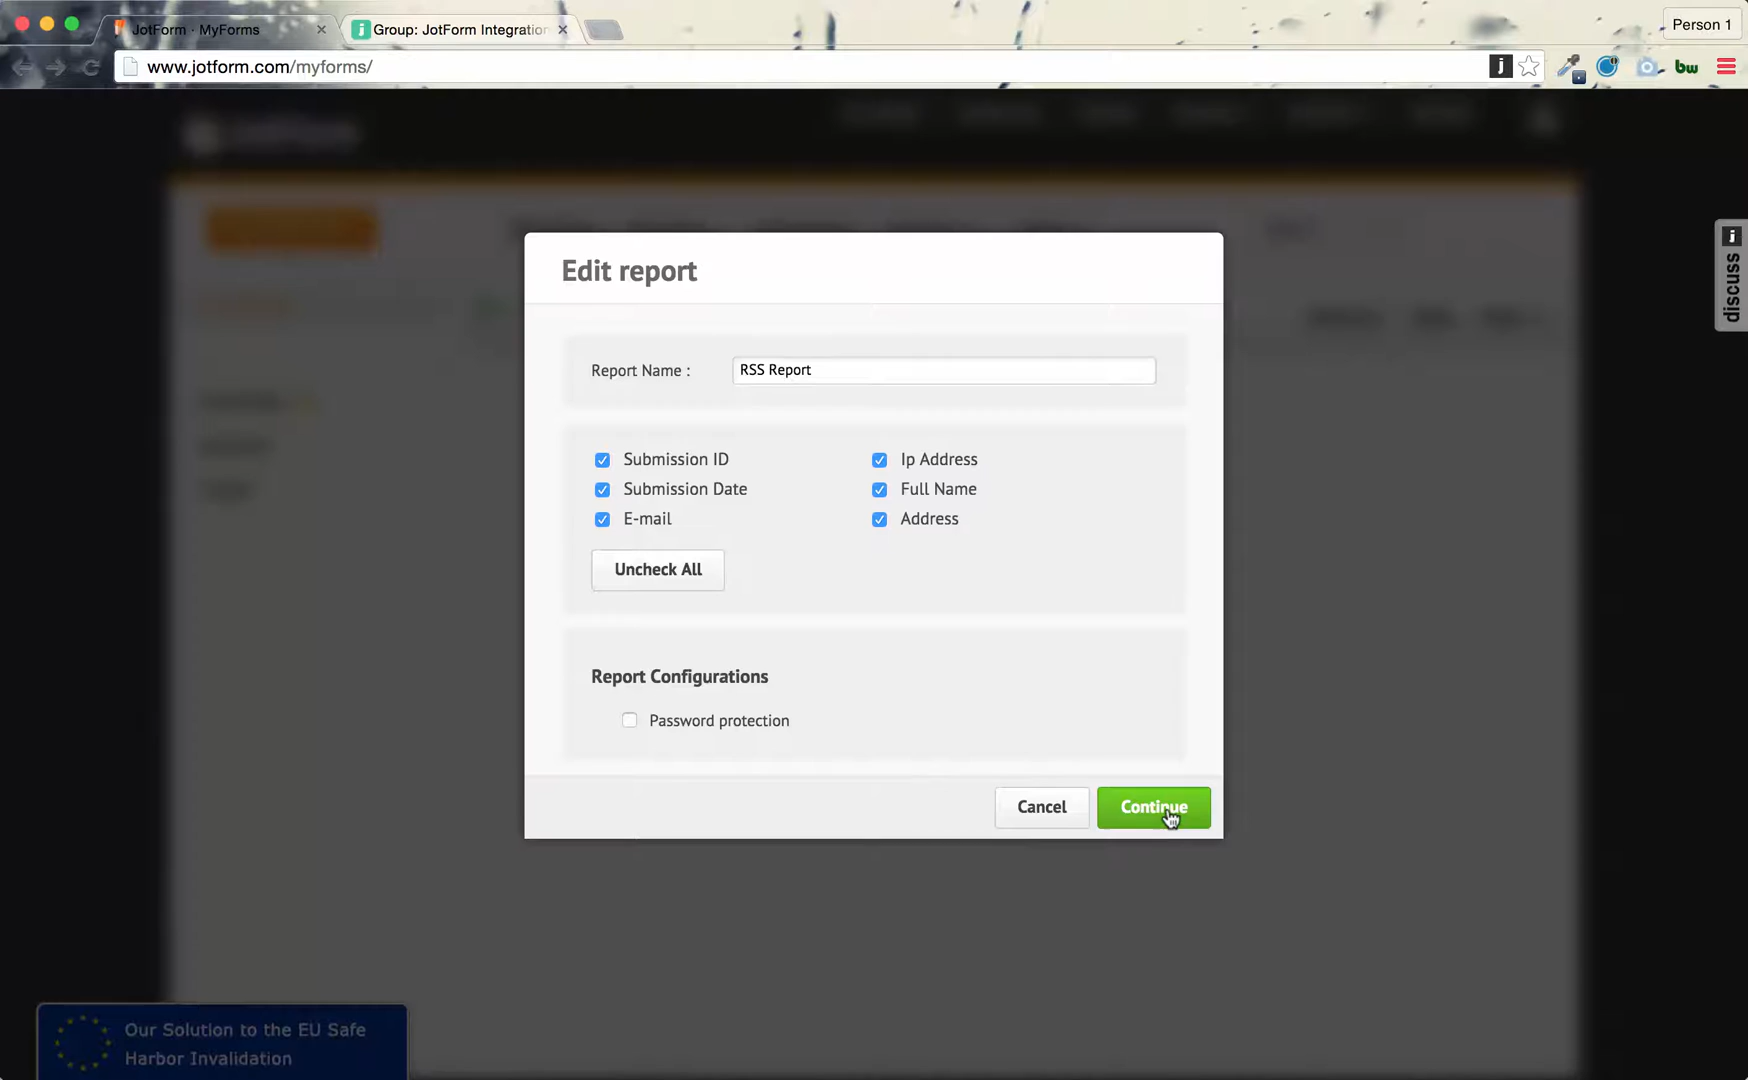 JotForm · MyForms
Group: JotForm Integration
Person 1
www.jotform.com/myforms/
j
bw
JotForm
Edit report
Report Name :
RSS Report
Submission ID
Ip Address
Submission Date
Full Name
E-mail
Address
Uncheck All
Report Configurations
Password protection
Cancel
Continue
discuss
Our Solution to the EU Safe
Harbor Invalidation